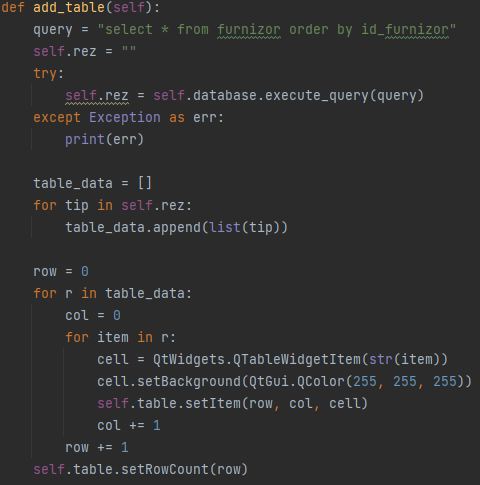 def add_table(self):
    query = "select * from furnizor order by id_furnizor"
    self.rez = ""
    try:
        self.rez = self.database.execute_query(query)
    except Exception as err:
        print(err)

    table_data = []
    for tip in self.rez:
        table_data.append(list(tip))

    row = 0
    for r in table_data:
        col = 0
        for item in r:
            cell = QtWidgets.QTableWidgetItem(str(item))
            cell.setBackground(QtGui.QColor(255, 255, 255))
            self.table.setItem(row, col, cell)
            col += 1
        row += 1
    self.table.setRowCount(row)